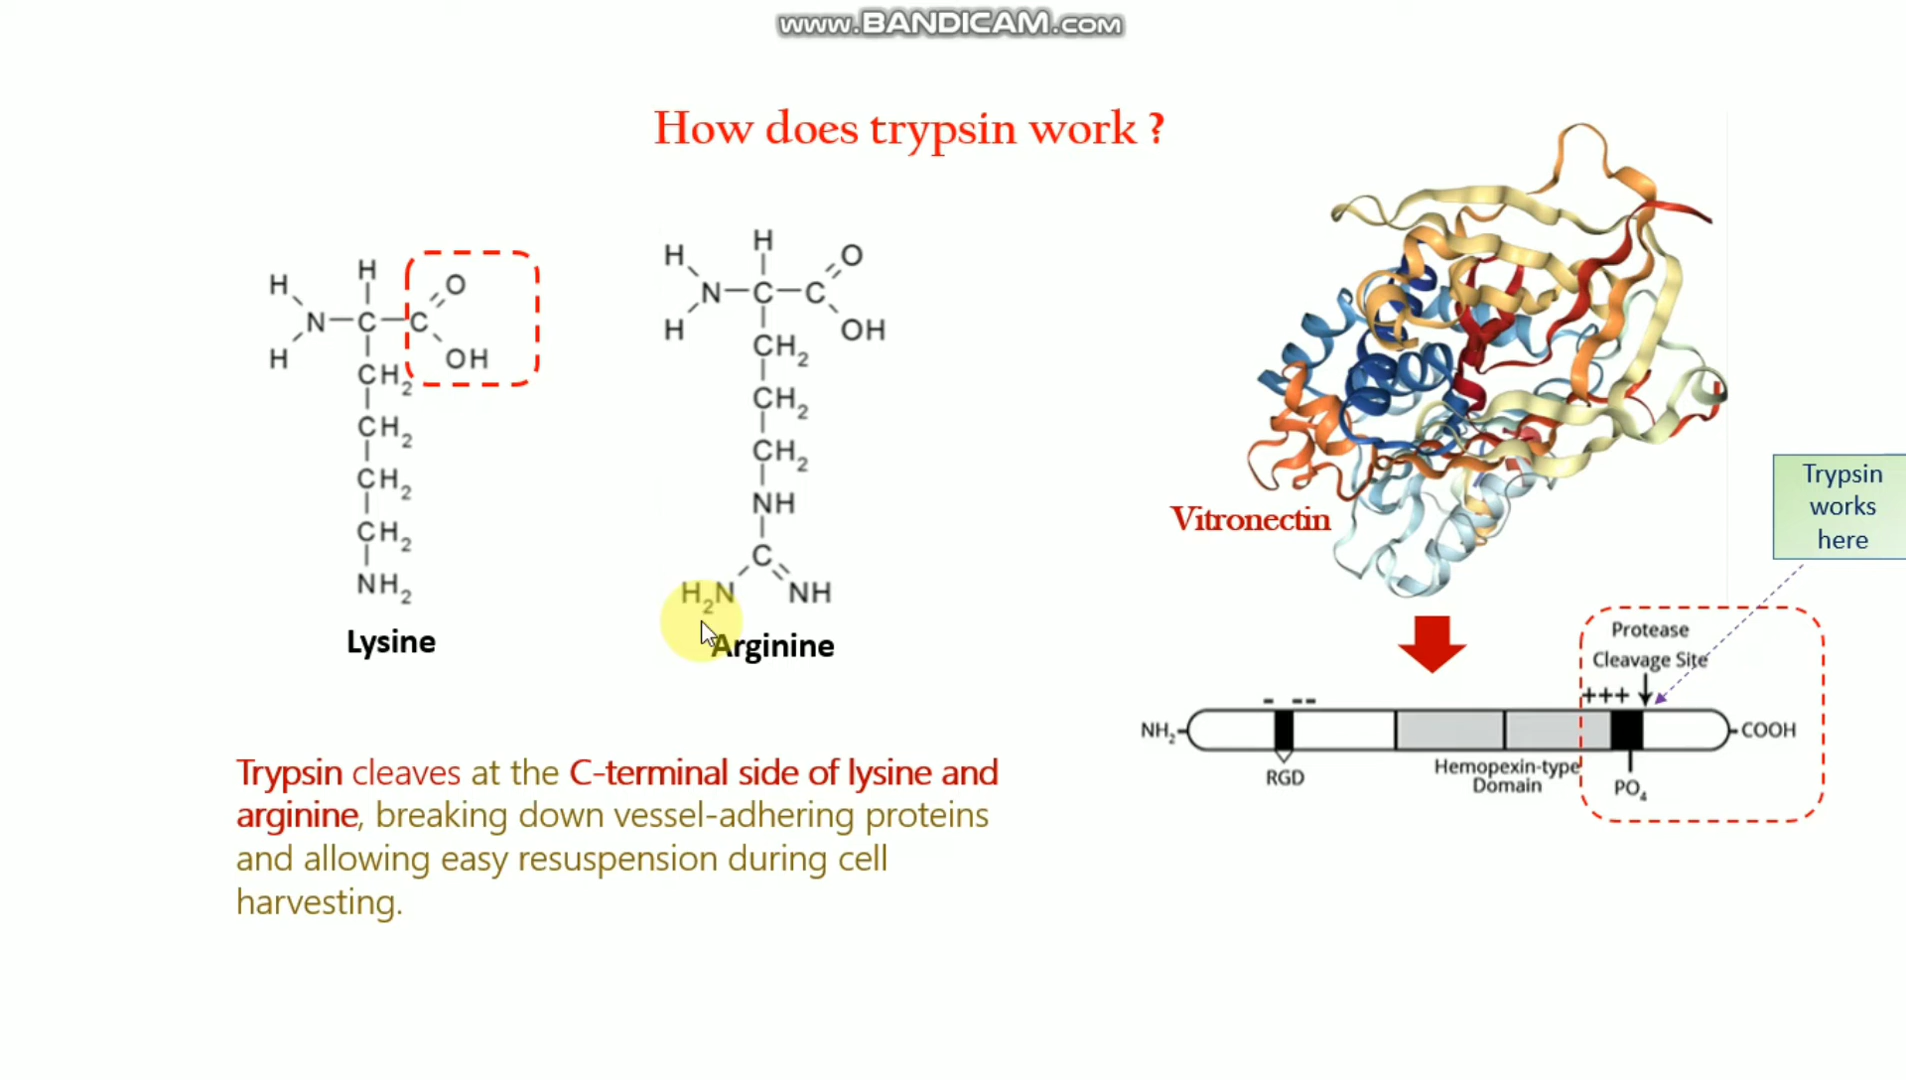 www.BANDICAM.com
How does trypsin work ?
H
H
O
N
C
C
H
OH
CH2
CH2
CH2
CH2
NH2
Lysine
H
H
O
N
C
C
H
OH
CH2
CH2
CH2
NH
C
H2N
NH
Arginine
Vitronectin
Trypsin
works
here
Protease
Cleavage Site
- --
+++
NH2
COOH
RGD
Hemopexin-type
Domain
PO4
Trypsin cleaves at the C-terminal side of lysine and
arginine, breaking down vessel-adhering proteins
and allowing easy resuspension during cell
harvesting.